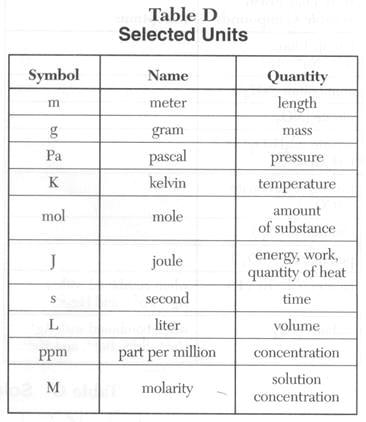 Table D
Selected Units
Symbol Name Quantity
m meter length
g gram mass
Pa pascal pressure
K kelvin temperature
mol mole amount
of substance
J joule energy, work,
quantity of heat
s second time
L liter volume
ppm part per million concentration
M molarity solution
concentration